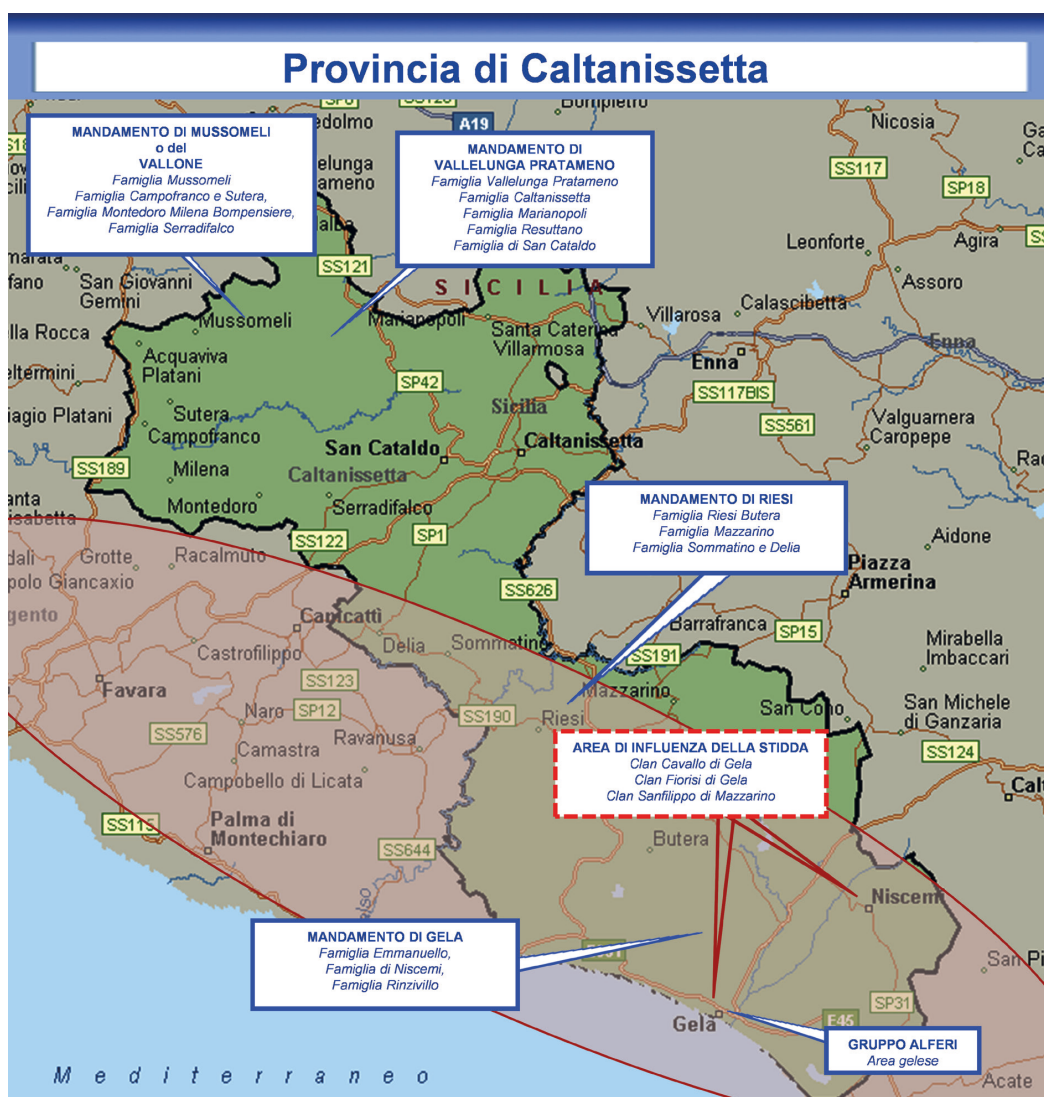 Provincia di Caltanissetta
Bompietro
Nicosia
A19
SS117
SP18
MANDAMENTO DI MUSSOMELI
o del
VALLONE
Famiglia Mussomeli
Famiglia Campofranco e Sutera,
Famiglia Montedoro Milena Bompensiere,
Famiglia Serradifalco
MANDAMENTO DI
VALLELUNGA PRATAMENO
Famiglia Vallelunga Pratameno
Famiglia Caltanissetta
Famiglia Marianopoli
Famiglia Resuttano
Famiglia di San Cataldo
Leonforte
Agira
SS121
San Giovanni
Gemini
SICILIA
Assoro
Calascibetta
Mussomeli
Marianopoli
Santa Caterina
Villarmosa
Villarosa
Enna
Enna
Acquaviva
Platani
SP42
SS117BIS
Sutera
Sicilia
SS561
Valguarnera
Caropepe
Campofranco
San Cataldo
Caltanissetta
SS189
Milena
Caltanissetta
Montedoro
Serradifalco
MANDAMENTO DI RIESI
Famiglia Riesi Butera
Famiglia Mazzarino
Famiglia Sommatino e Delia
SS122
SP1
Aidone
Grotte
Racalmuto
Piazza
Armerina
SS626
Canicattì
Barrafranca
SP15
Castrofilippo
Delia
Sommatino
SS191
Mirabella
Imbaccari
Favara
SS123
Mazzarino
San Cono
San Michele
di Ganzaria
Naro
SP12
SS190
Riesi
SS576
Camastra
Ravanusa
SS124
AREA DI INFLUENZA DELLA STIDDA
Clan Cavallo di Gela
Clan Fiorisi di Gela
Clan Sanfilippo di Mazzarino
Campobello di Licata
SS115
Palma di
Montechiaro
SS644
Butera
Niscemi
MANDAMENTO DI GELA
Famiglia Emmanuello,
Famiglia di Niscemi,
Famiglia Rinzivillo
SP31
Gela
E45
GRUPPO ALFERI
Area gelese
Mediterraneo
Acate